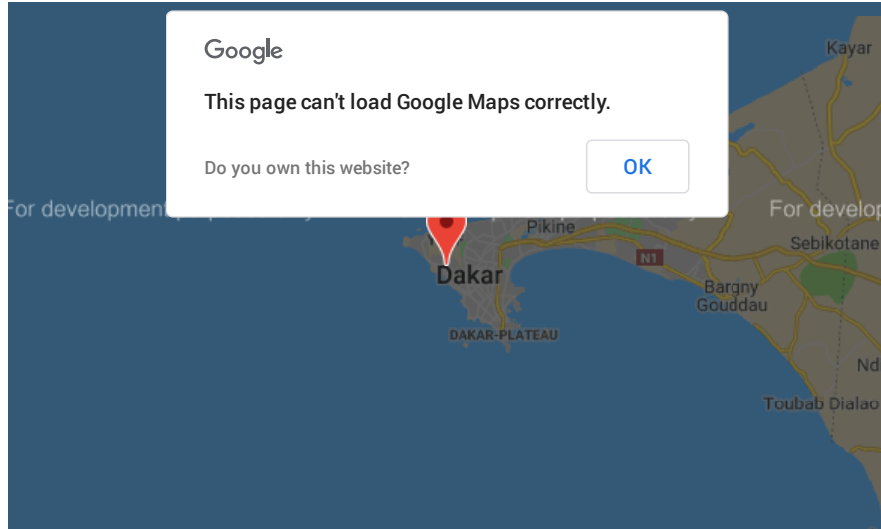 Google
This page can't load Google Maps correctly.
Do you own this website?
OK
Kayar
For development
For develop
Pikine
Sebikotane
N1
Dakar
Bargny
Gouddau
DAKAR-PLATEAU
Nd
Toubab Dialao